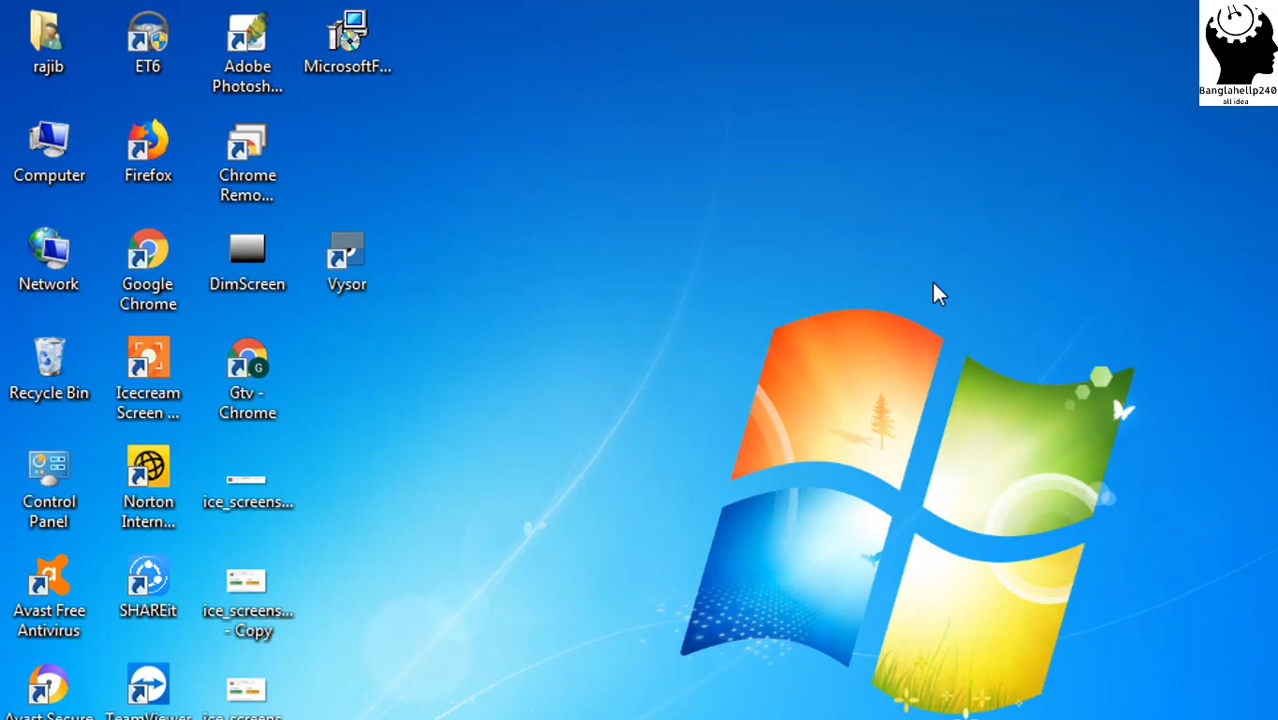 rajib
ET6
Adobe
Photosh...
MicrosoftF...
Computer
Firefox
Chrome
Remo...
Network
Google
Chrome
DimScreen
Vysor
Recycle Bin
Icecream
Screen ...
Gtv -
Chrome
Control
Panel
Norton
Intern...
ice_screens...
Avast Free
Antivirus
SHAREit
ice_screens...
- Copy
Avast Secure
TeamViewer
ice_screens...
Banglahellp240
all idea